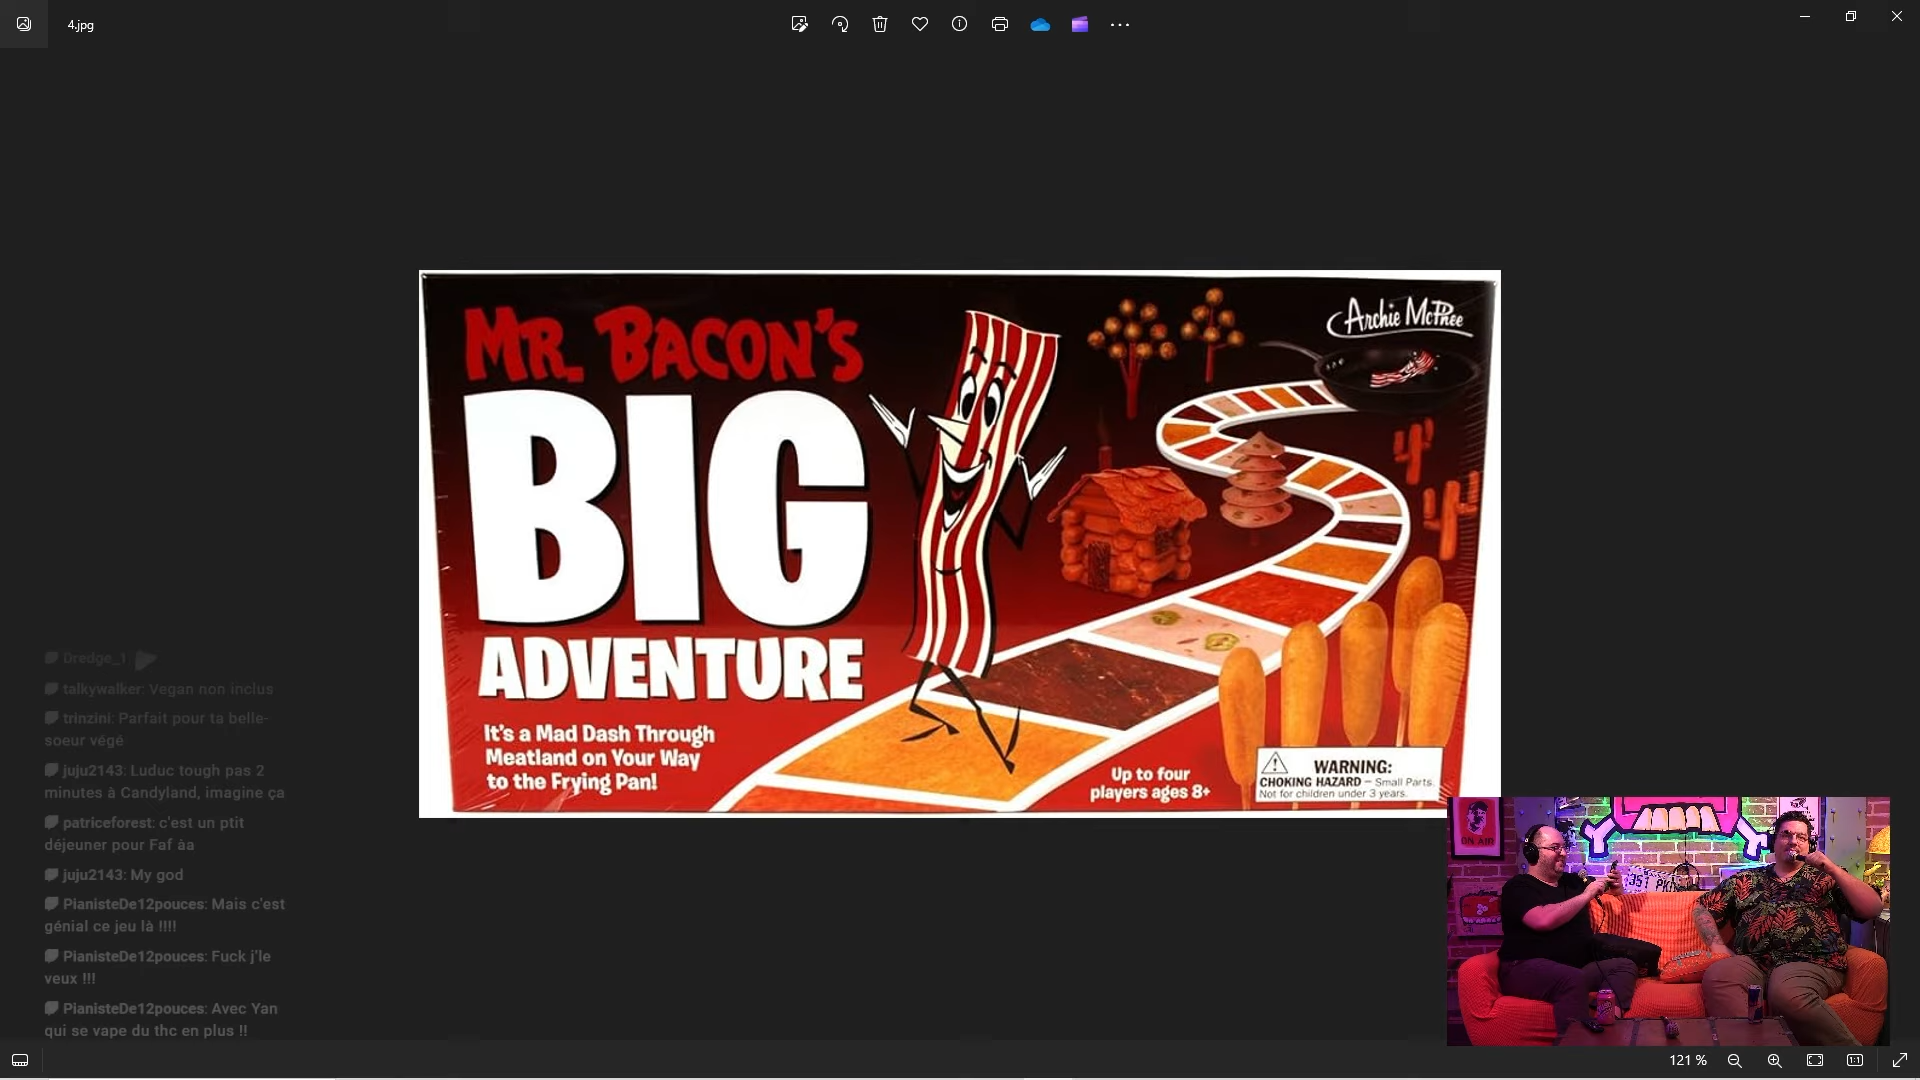 4.jpg
MR. BACON'S
BIG
ADVENTURE
Archie McPhee
It's a Mad Dash Through
Meatland on Your Way
to the Frying Pan!
Up to four
players ages 8+
WARNING:
CHOKING HAZARD – Small Parts.
Not for children under 3 years.
Dredge_1
talkywalker: Vegan non inclus
trinzini: Parfait pour ta belle-
soeur végé
juju2143: Luduc tough pas 2
minutes à Candyland, imagine ça
patriceforest: c'est un ptit
déjeuner pour Faf àa
juju2143: My god
PianisteDe12pouces: Mais c'est
génial ce jeu là !!!!
PianisteDe12pouces: Fuck j'le
veux !!!
PianisteDe12pouces: Avec Yan
qui se vape du thc en plus !!
ON AIR
121 %
1:1